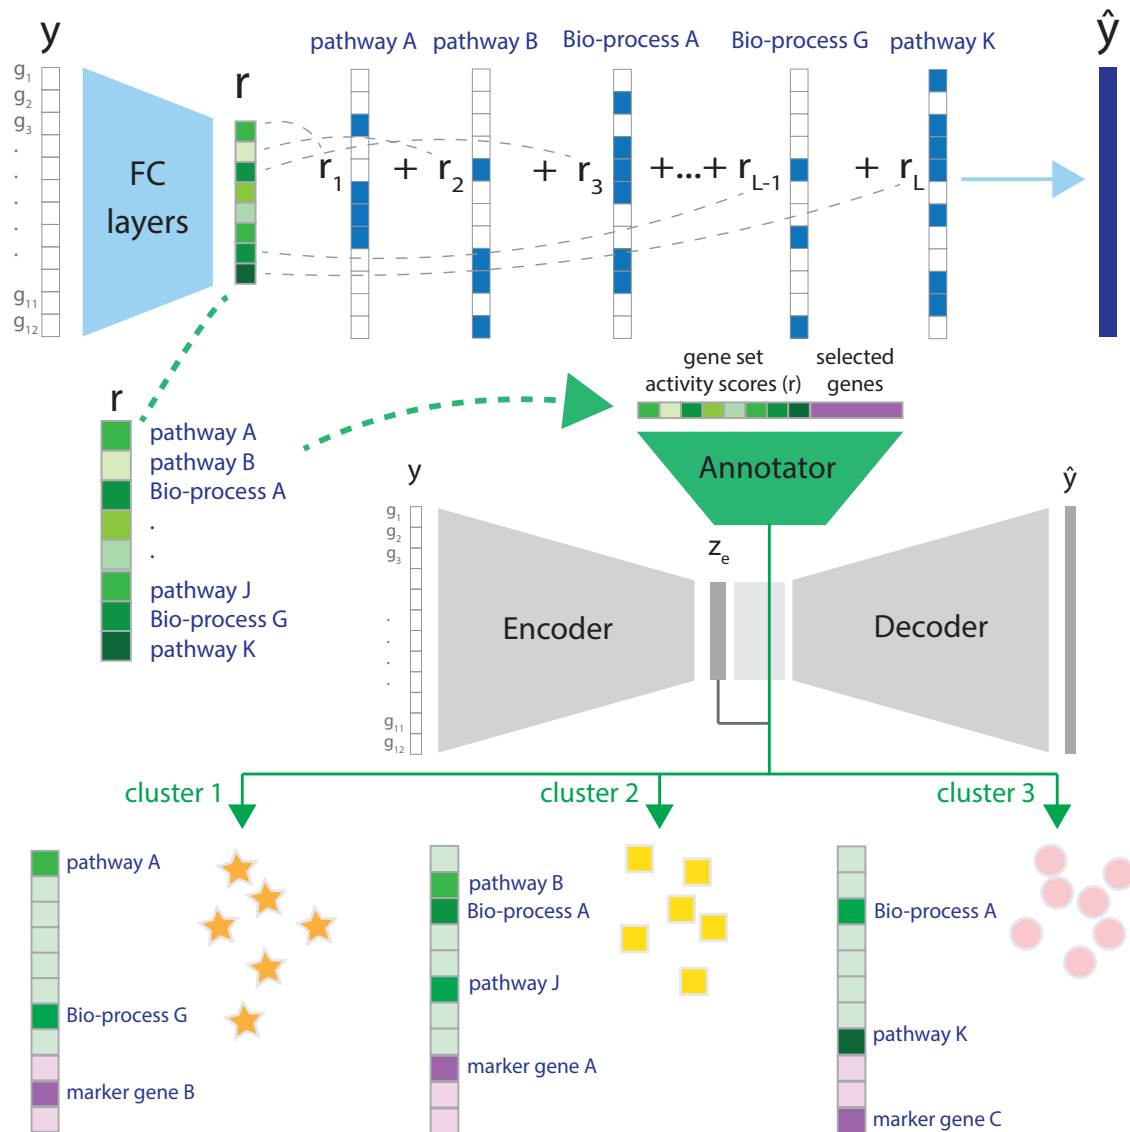 y
pathway A
pathway B
Bio-process A
Bio-process G
pathway K
ŷ
g1
g2
g3
.
.
.
.
.
.
g11
g12
FC
layers
r
r1 + r2 + r3 +...+ rL-1 + rL
gene set
activity scores (r)
selected
genes
r
pathway A
pathway B
Bio-process A
.
.
pathway J
Bio-process G
pathway K
Annotator
y
ŷ
g1
g2
g3
.
.
.
.
g11
g12
Encoder
ze
Decoder
cluster 1
cluster 2
cluster 3
pathway A
Bio-process G
marker gene B
pathway B
Bio-process A
pathway J
marker gene A
Bio-process A
pathway K
marker gene C